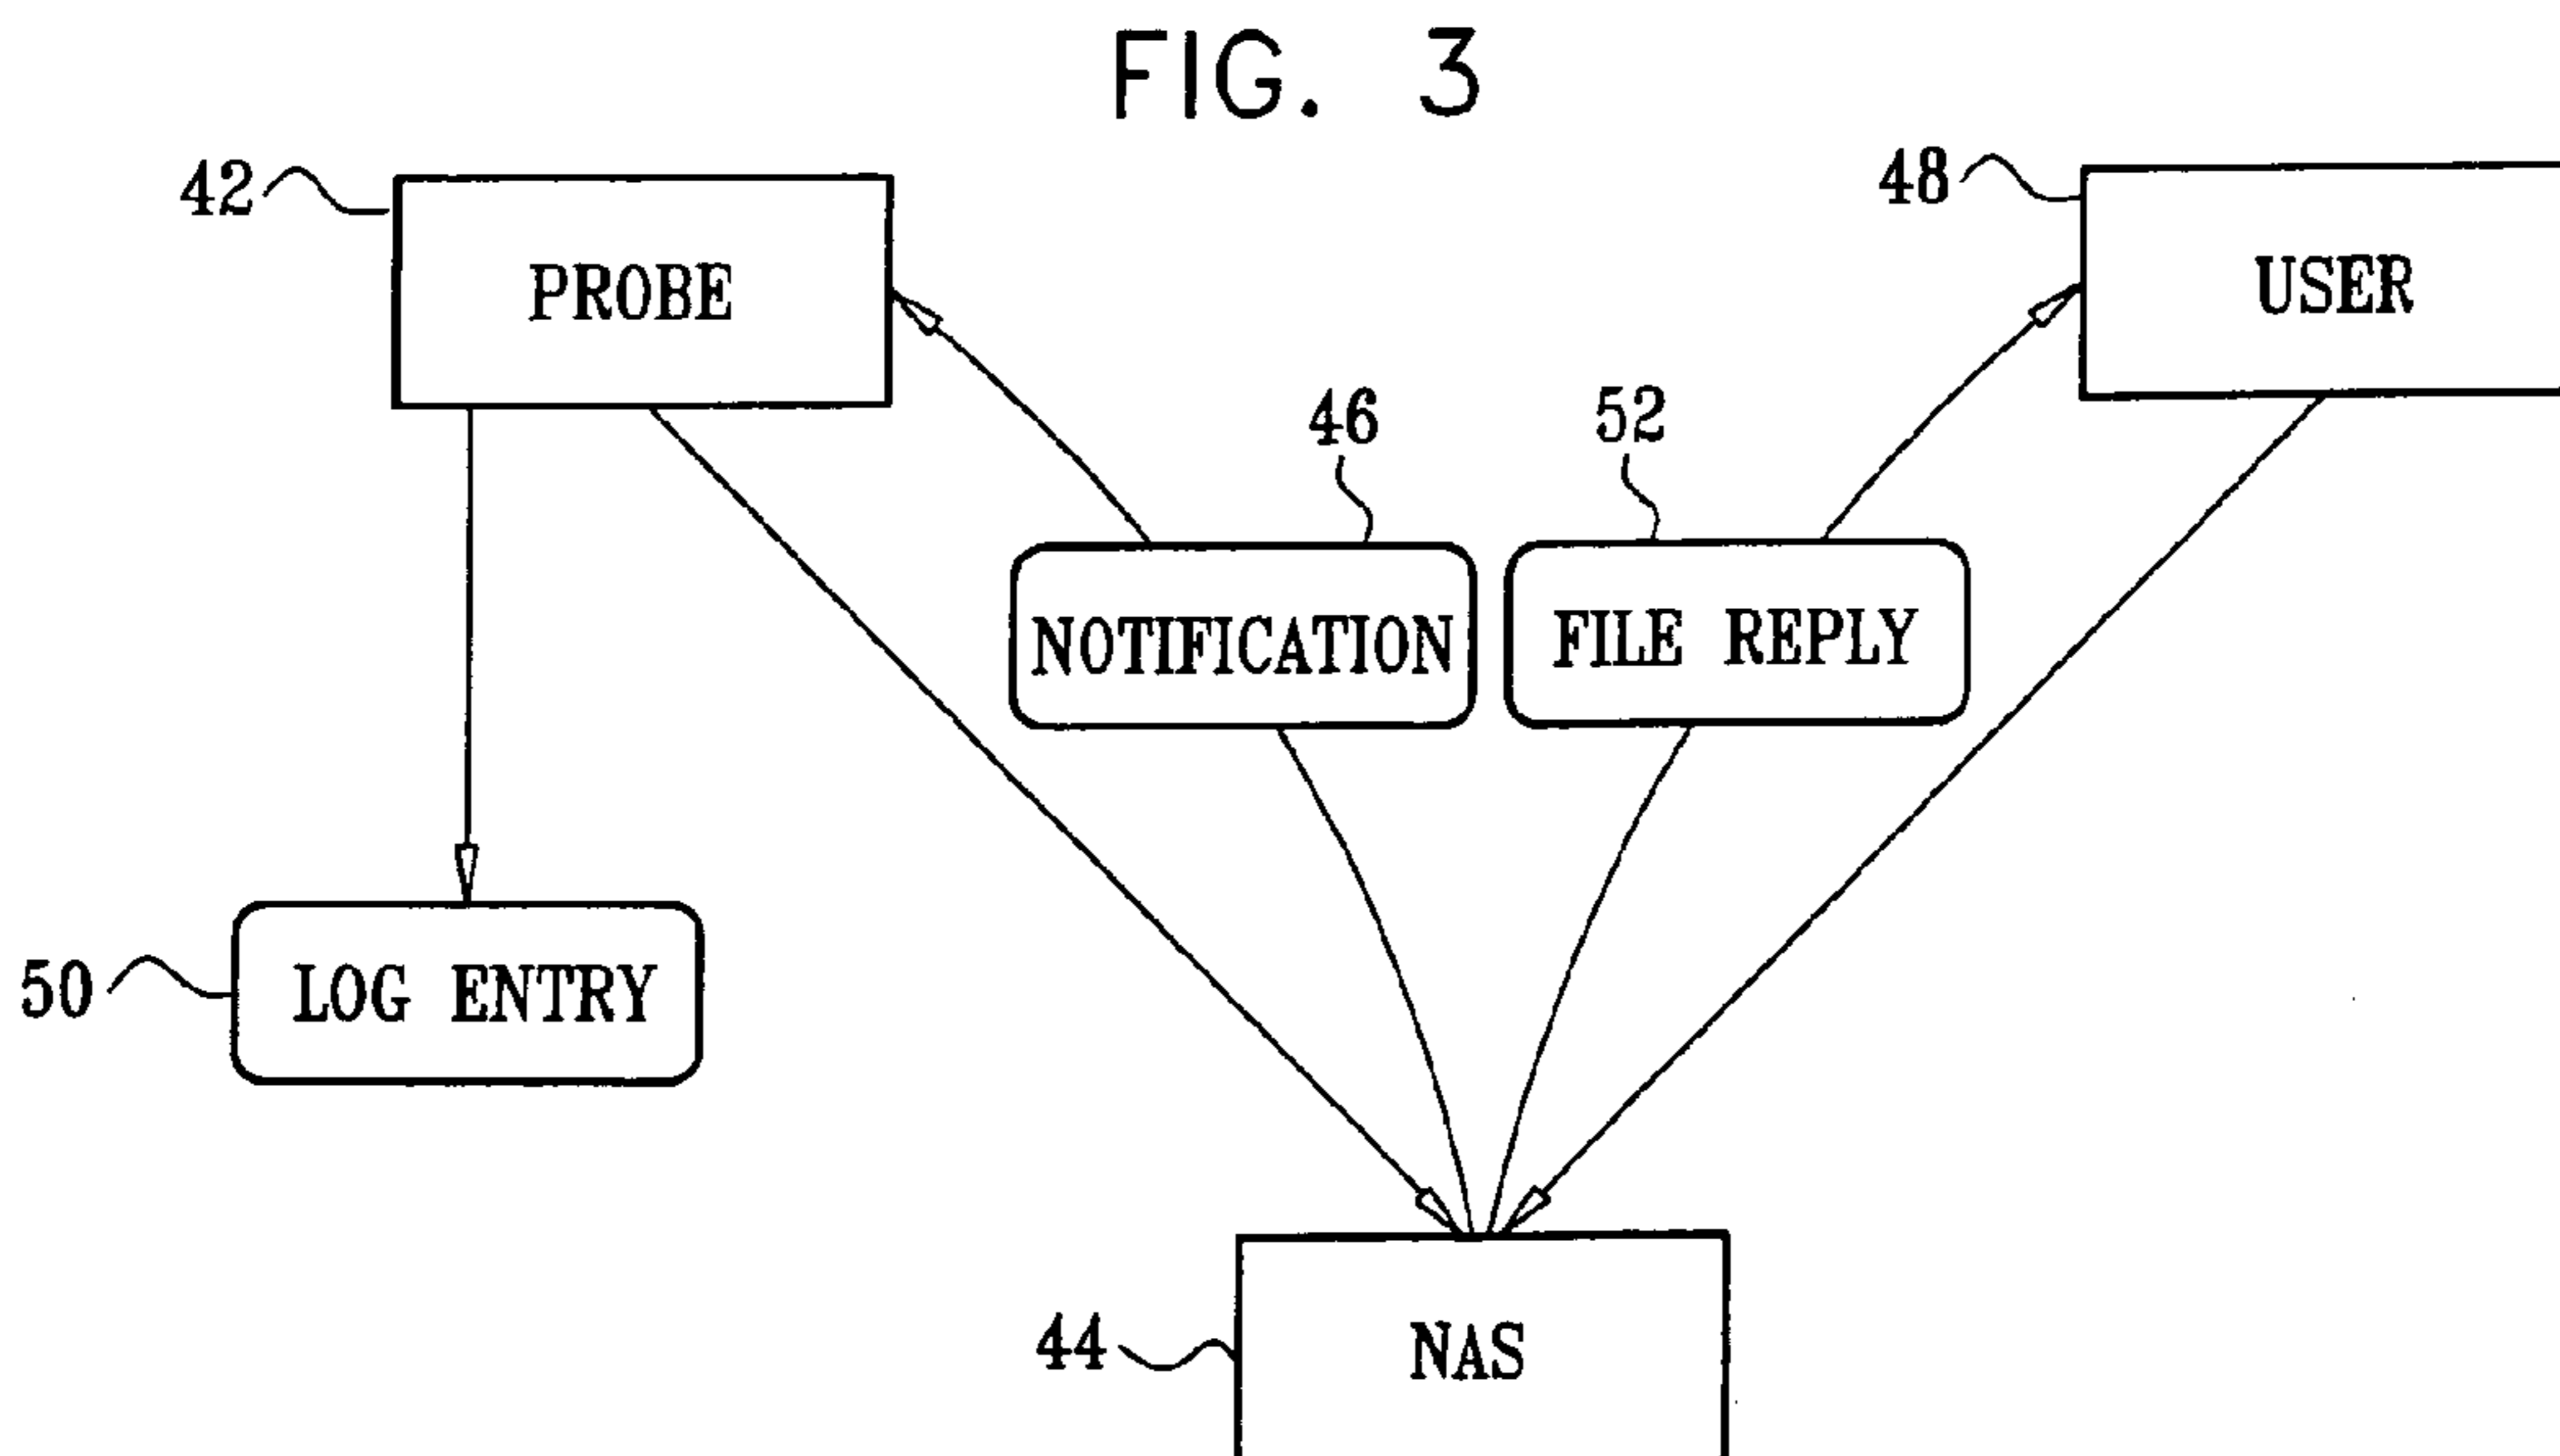 FIG. 3
42
PROBE
48
USER
46
52
NOTIFICATION
FILE REPLY
50
LOG ENTRY
44
NAS